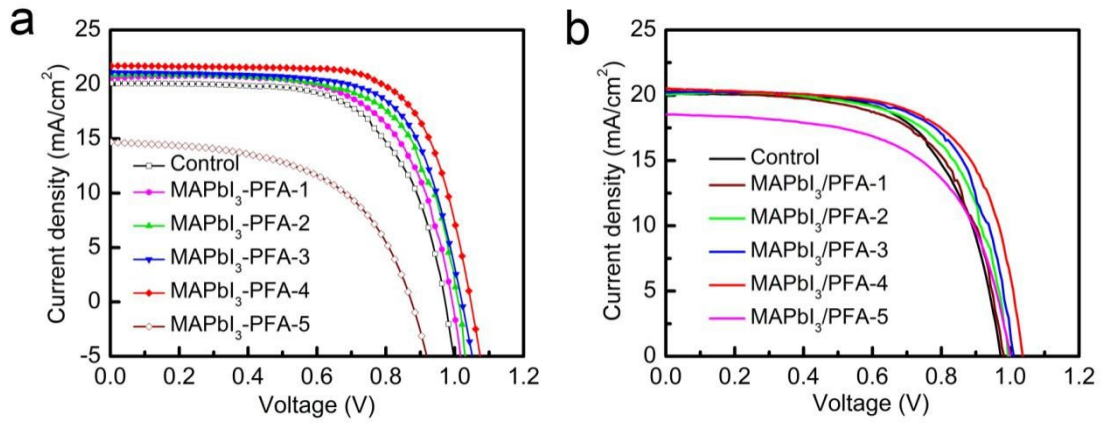 a
25
20
15
10
5
0
-5
Current density (mA/cm²)
Control
MAPbI₃-PFA-1
MAPbI₃-PFA-2
MAPbI₃-PFA-3
MAPbI₃-PFA-4
MAPbI₃-PFA-5
0.0 0.2 0.4 0.6 0.8 1.0 1.2
Voltage (V)
b
25
20
15
10
5
0
Current density (mA/cm²)
Control
MAPbI₃/PFA-1
MAPbI₃/PFA-2
MAPbI₃/PFA-3
MAPbI₃/PFA-4
MAPbI₃/PFA-5
0.0 0.2 0.4 0.6 0.8 1.0 1.2
Voltage (V)